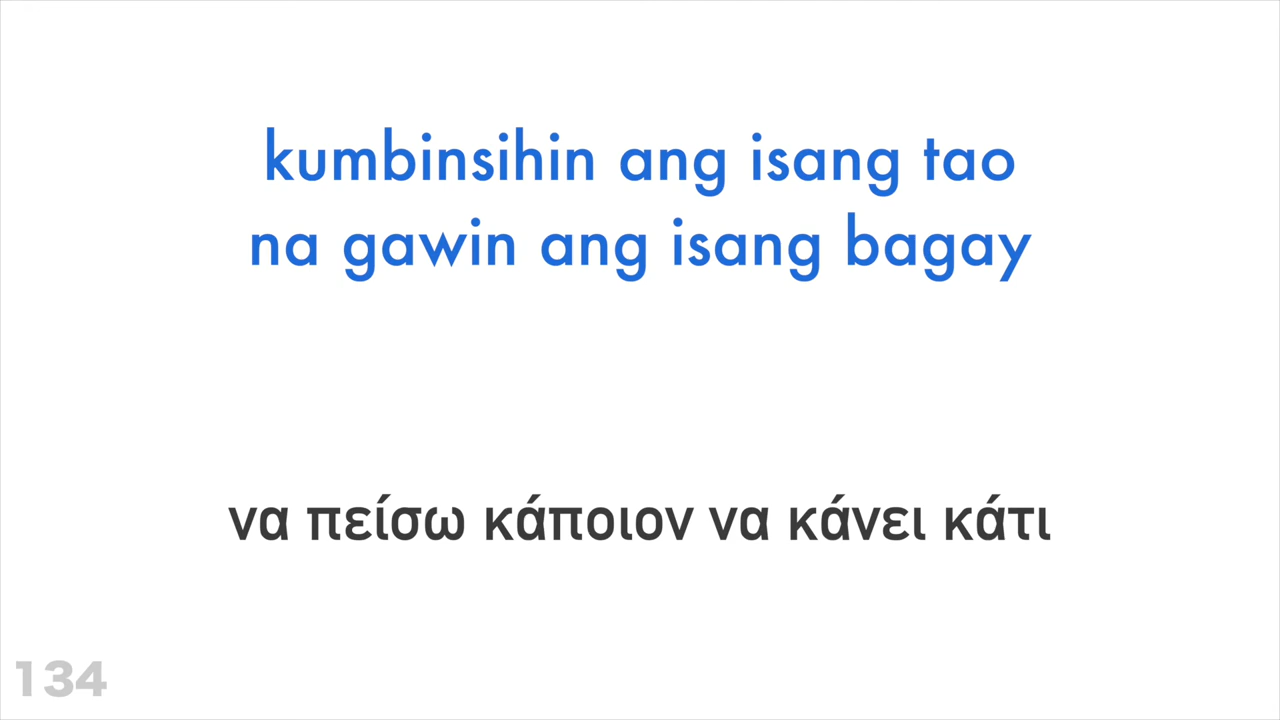 kumbinsihin ang isang tao
na gawin ang isang bagay
να πείσω κάποιον να κάνει κάτι
134